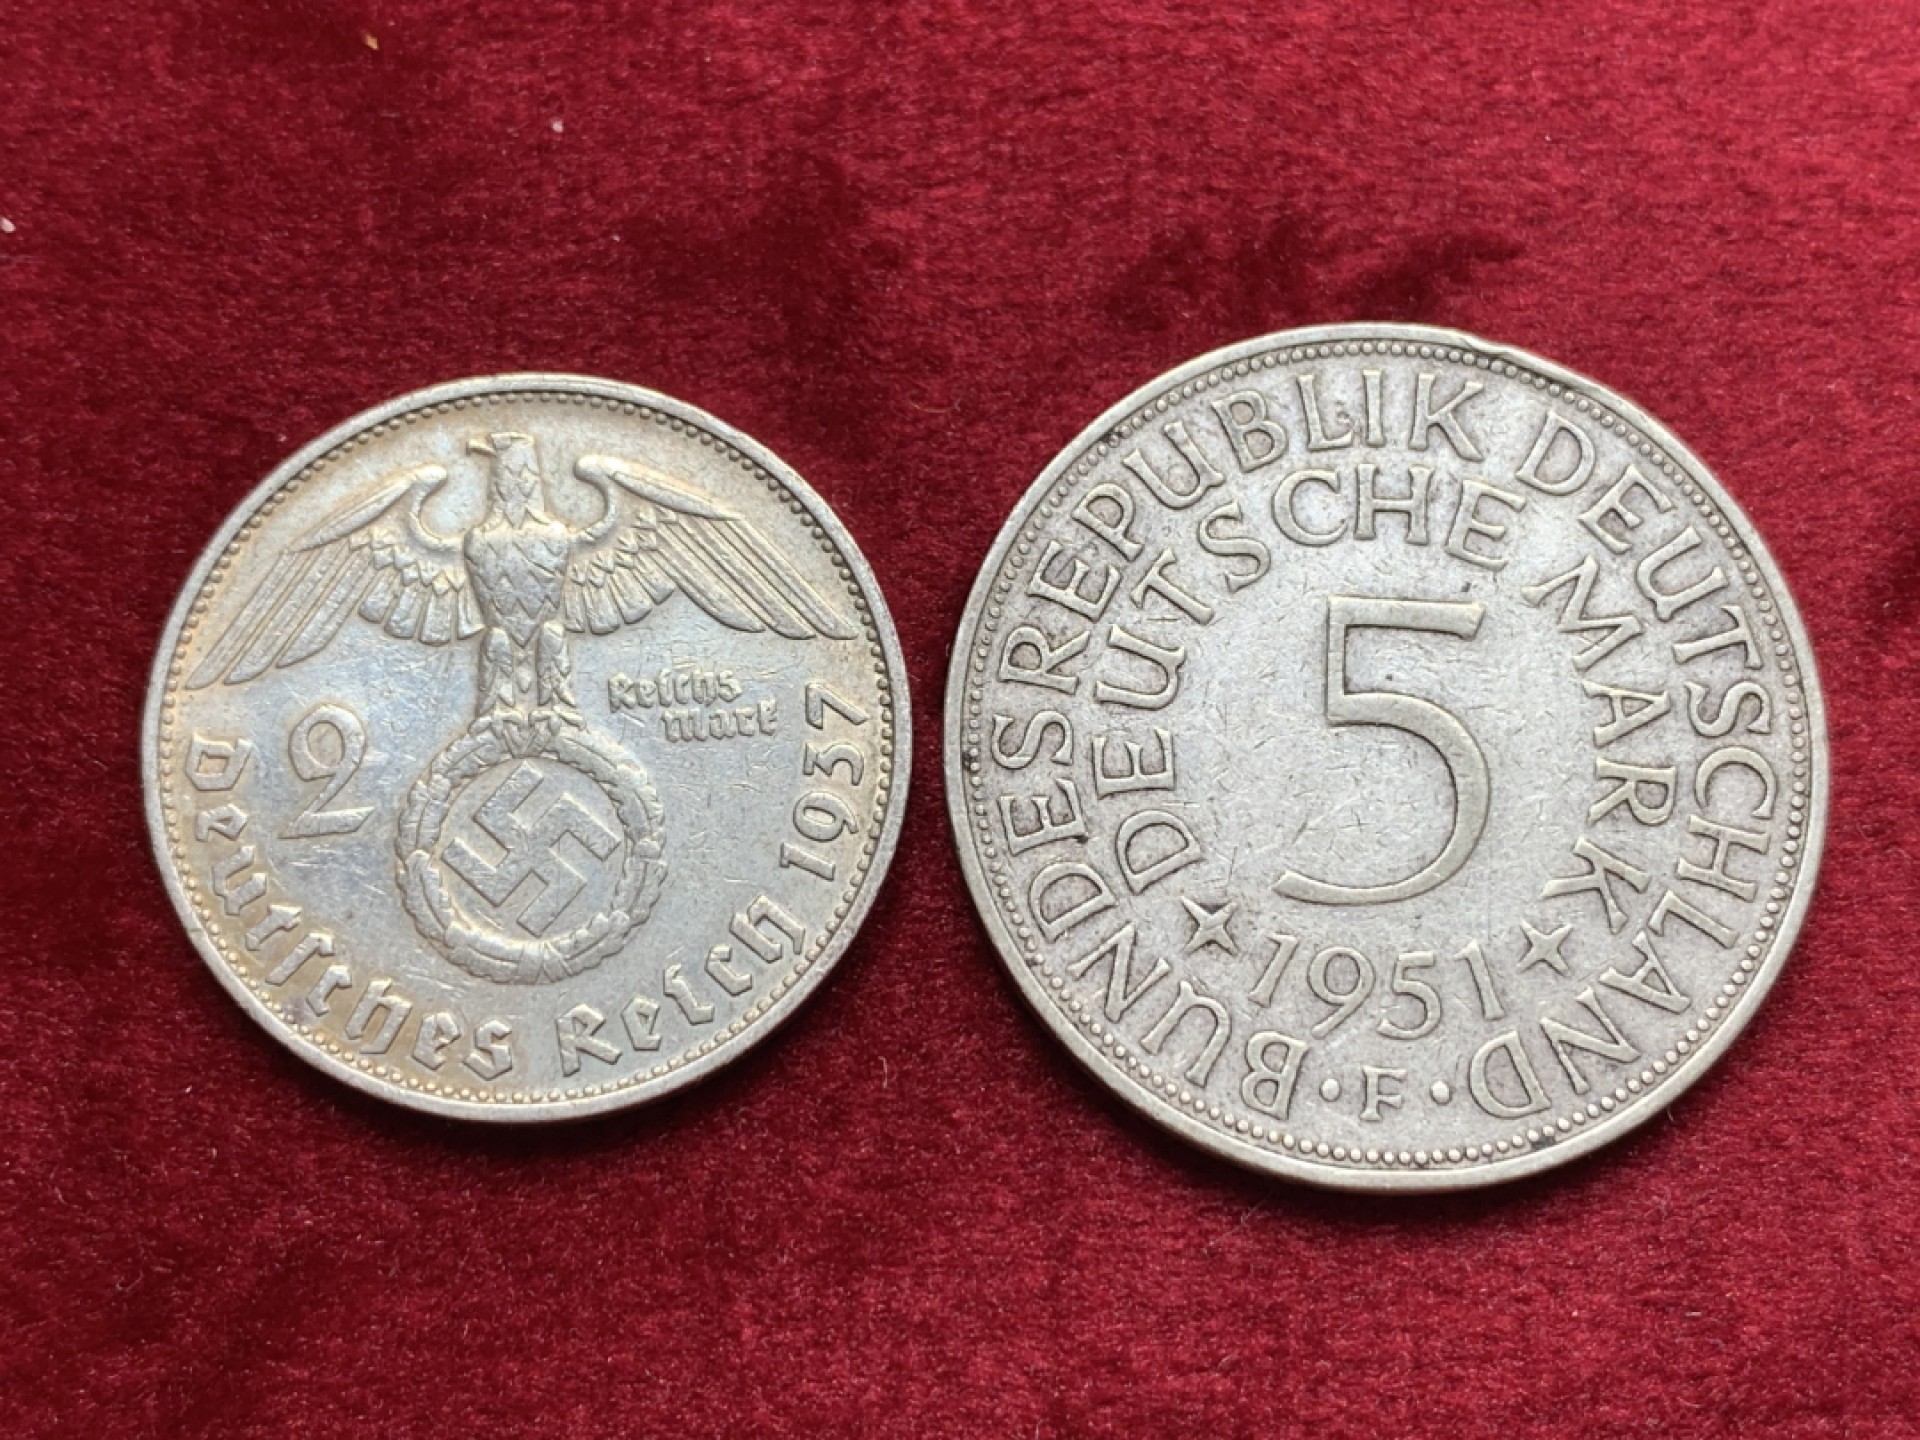 2
Reichs
mark
Deutsches Reich 1937
BUNDESREPUBLIK DEUTSCHLAND
DEUTSCHE MARK
5
1951
· F ·